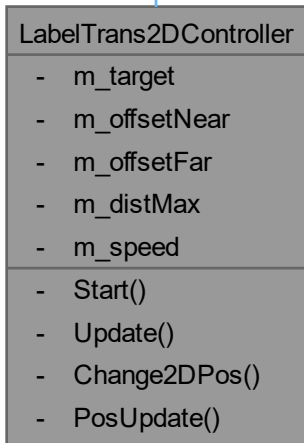 LabelTrans2DController
- m_target
- m_offsetNear
- m_offsetFar
- m_distMax
- m_speed
- Start()
- Update()
- Change2DPos()
- PosUpdate()